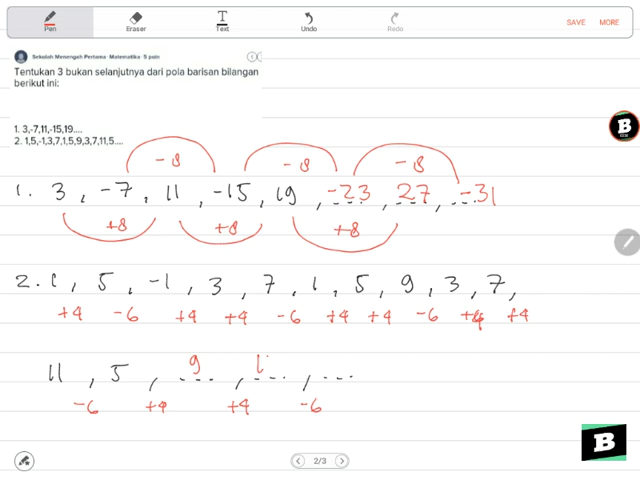 Pen Eraser Text Undo Redo SAVE MORE
Sekolah Menengah Pertama Matematika 5 poin
Tentukan 3 bukan selanjutnya dari pola barisan bilangan
berikut ini:
1. 3,-7,11,-15,19....
2. 1,5,-1,3,7,1,5,9,3,7,11,5....
B
-8 -8 -8
1. 3, -7, 11, -15, 19, -23, 27, -31
+8 +8 +8
2. 1, 5, -1, 3, 7, 1, 5, 9, 3, 7,
+4 -6 +4 +4 -6 +4 +4 -6 +4 +4
11, 5, 9, ..., ...
-6 +4 +4 -6
2/3
B